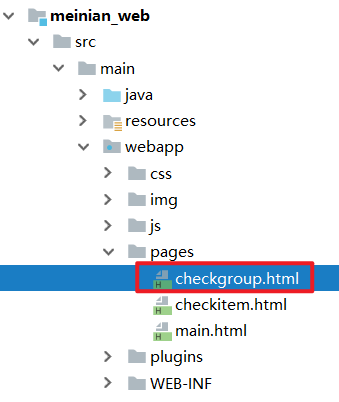 meinian_web
src
main
java
resources
webapp
css
img
js
pages
checkgroup.html
checkitem.html
main.html
plugins
WEB-INF